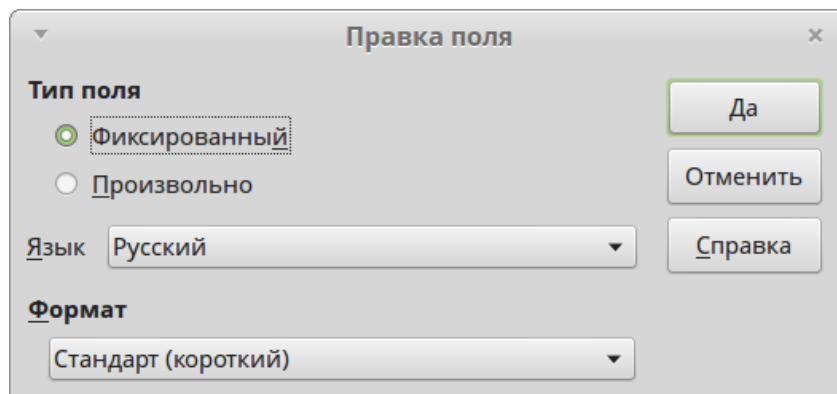 Правка поля
Тип поля
Фиксированный
Произвольно
Язык Русский
Формат
Стандарт (короткий)
Да
Отменить
Справка